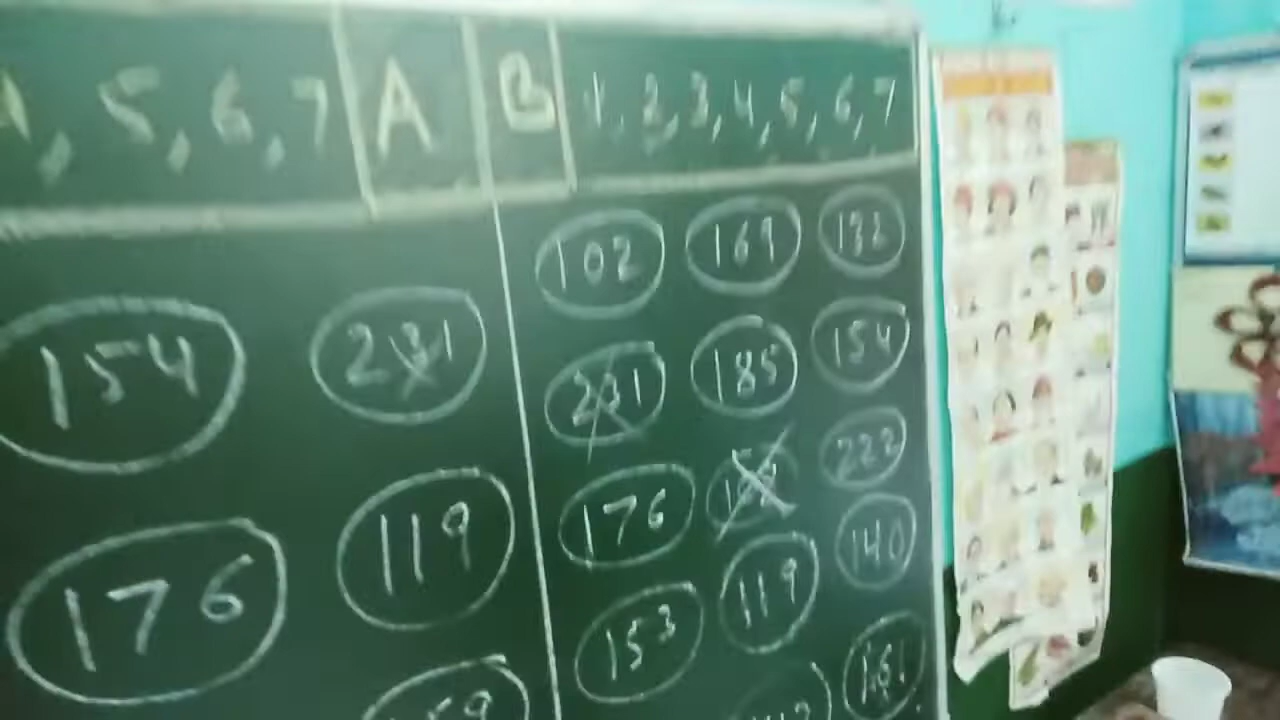 4, 5, 6, 7 A B 1, 2, 3, 4, 5, 6, 7
102 169 132
154 231 231 185 154
176 222
176 119 119 140
153 161